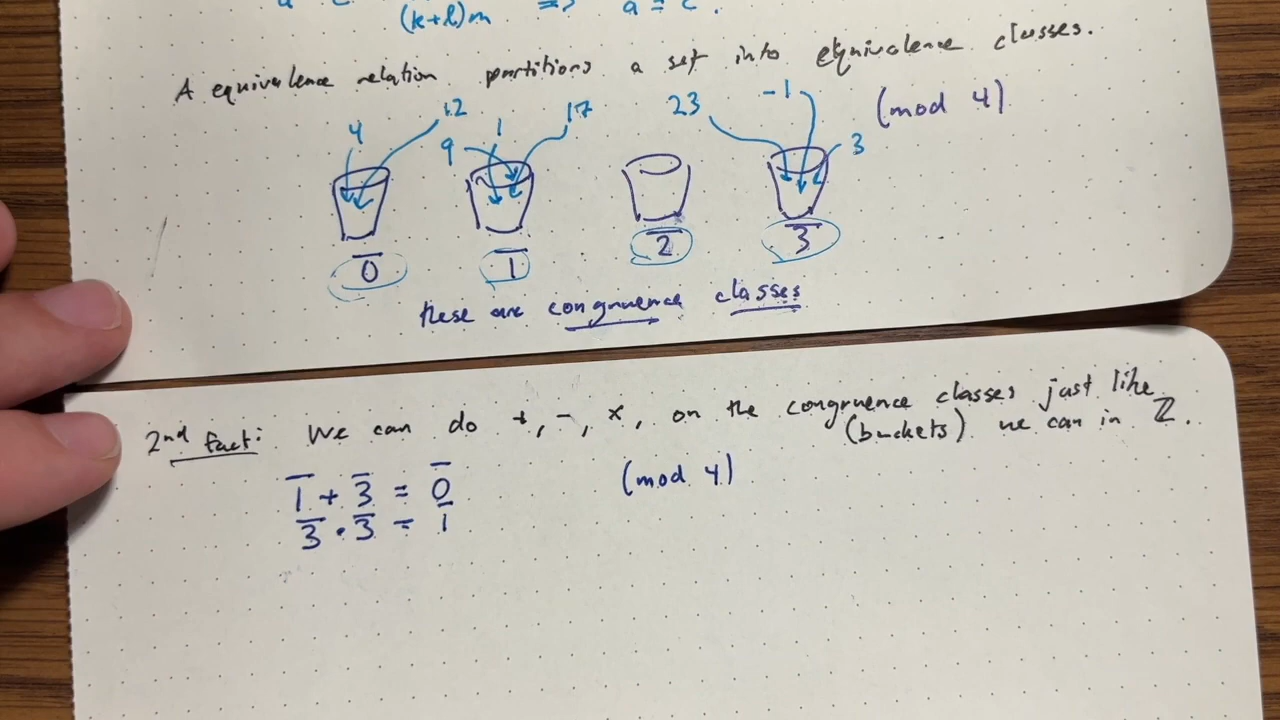 (k+l)m => a = c.
A equivalence relation partitions a set into equivalence classes.
4 12 9 1 17 23 -1 3 (mod 4)
0̅ 1̅ 2̅ 3̅
these are congruence classes
2nd fact: We can do +, -, ×, on the congruence classes just like
(buckets) we can in ℤ.
1̅ + 3̅ = 0̅ (mod 4)
3̅ · 3̅ = 1̅